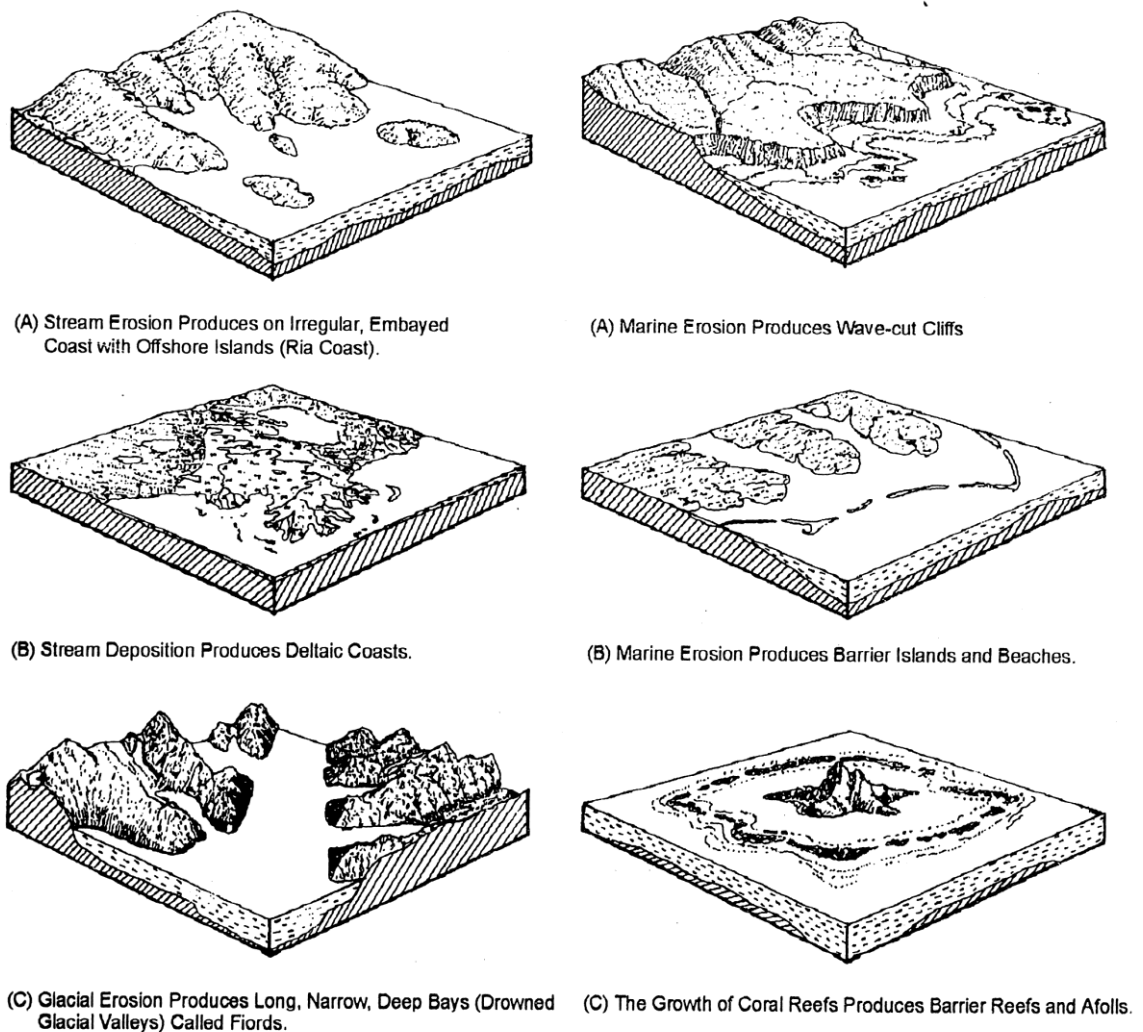 (A) Stream Erosion Produces on Irregular, Embayed
Coast with Offshore Islands (Ria Coast).
(A) Marine Erosion Produces Wave-cut Cliffs
(B) Stream Deposition Produces Deltaic Coasts.
(B) Marine Erosion Produces Barrier Islands and Beaches.
(C) Glacial Erosion Produces Long, Narrow, Deep Bays (Drowned
Glacial Valleys) Called Fiords.
(C) The Growth of Coral Reefs Produces Barrier Reefs and Afolls.